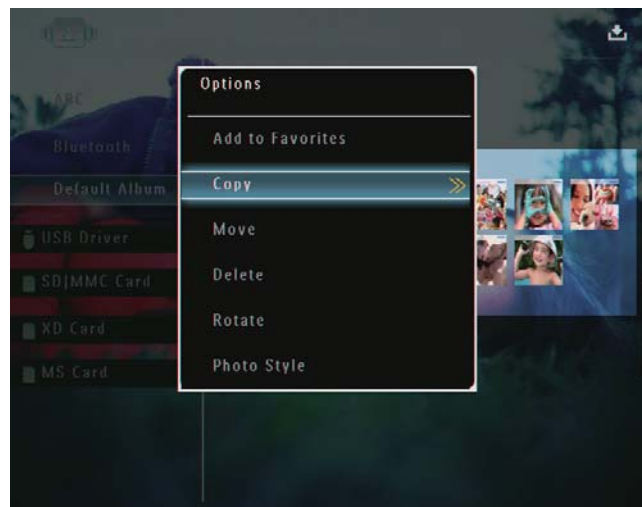 ABC
Bluetooth
Default Album
USB Driver
SD|MMC Card
XD Card
MS Card
Options
Add to Favorites
Copy
Move
Delete
Rotate
Photo Style